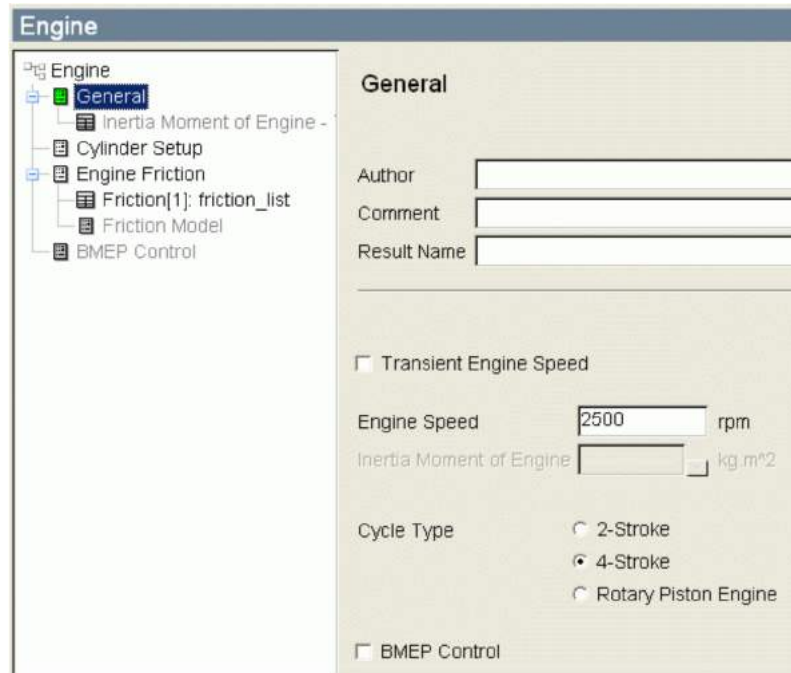 Engine
Engine
General
Inertia Moment of Engine -
Cylinder Setup
Engine Friction
Friction[1]: friction_list
Friction Model
BMEP Control
General
Author
Comment
Result Name
Transient Engine Speed
Engine Speed 2500 rpm
Inertia Moment of Engine kg.m^2
Cycle Type 2-Stroke
4-Stroke
Rotary Piston Engine
BMEP Control